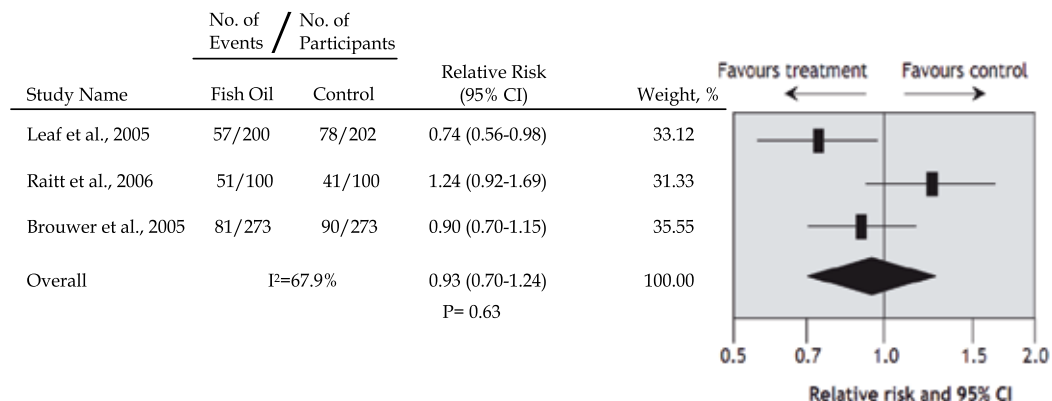 No. of Events / No. of Participants
Study Name Fish Oil Control Relative Risk (95% CI) Weight, %
Favours treatment Favours control
Leaf et al., 2005 57/200 78/202 0.74 (0.56-0.98) 33.12
Raitt et al., 2006 51/100 41/100 1.24 (0.92-1.69) 31.33
Brouwer et al., 2005 81/273 90/273 0.90 (0.70-1.15) 35.55
Overall I²=67.9% 0.93 (0.70-1.24) 100.00
P= 0.63
0.5 0.7 1.0 1.5 2.0
Relative risk and 95% CI